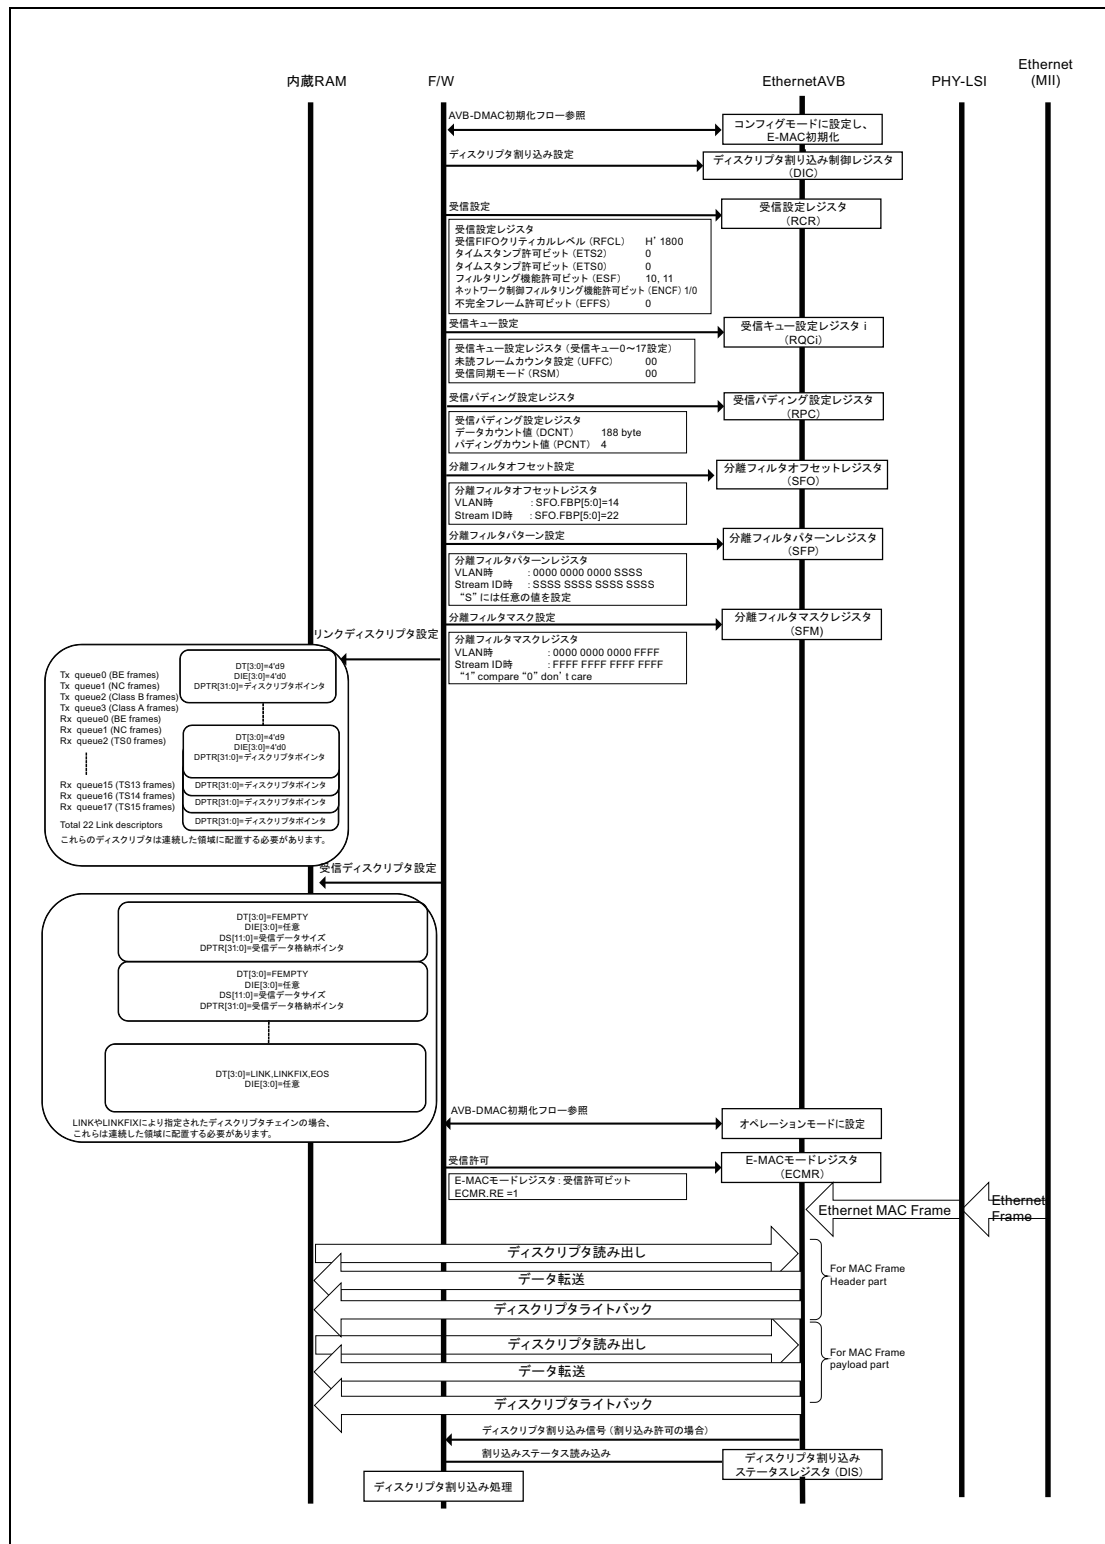 内蔵RAM
F/W
EthernetAVB
PHY-LSI
Ethernet
(MII)
AVB-DMAC初期化フロー参照
コンフィグモードに設定し、
E-MAC初期化
ディスクリプタ割り込み設定
ディスクリプタ割り込み制御レジスタ
(DIC)
受信設定
受信設定レジスタ
(RCR)
受信設定レジスタ
受信FIFOクリティカルレベル (RFCL) H' 1800
タイムスタンプ許可ビット (ETS2) 0
タイムスタンプ許可ビット (ETS0) 0
フィルタリング機能許可ビット (ESF) 10, 11
ネットワーク制御フィルタリング機能許可ビット (ENCF) 1/0
不完全フレーム許可ビット (EFFS) 0
受信キュー設定
受信キュー設定レジスタ i
(RQCi)
受信キュー設定レジスタ (受信キュー0～17設定)
未読フレームカウンタ設定 (UFFC) 00
受信同期モード (RSM) 00
受信パディング設定レジスタ
受信パディング設定レジスタ
(RPC)
受信パディング設定レジスタ
データカウント値 (DCNT) 188 byte
パディングカウント値 (PCNT) 4
分離フィルタオフセット設定
分離フィルタオフセットレジスタ
(SFO)
分離フィルタオフセットレジスタ
VLAN時 : SFO.FBP[5:0]=14
Stream ID時 : SFO.FBP[5:0]=22
分離フィルタパターン設定
分離フィルタパターンレジスタ
(SFP)
分離フィルタパターンレジスタ
VLAN時 : 0000 0000 0000 SSSS
Stream ID時 : SSSS SSSS SSSS SSSS
“S” には任意の値を設定
分離フィルタマスク設定
分離フィルタマスクレジスタ
(SFM)
分離フィルタマスクレジスタ
VLAN時 : 0000 0000 0000 FFFF
Stream ID時 : FFFF FFFF FFFF FFFF
“1” compare “0” don' t care
リンクディスクリプタ設定
Tx queue0 (BE frames)
Tx queue1 (NC frames)
Tx queue2 (Class B frames)
Tx queue3 (Class A frames)
Rx queue0 (BE frames)
Rx queue1 (NC frames)
Rx queue2 (TS0 frames)
Rx queue15 (TS13 frames)
Rx queue16 (TS14 frames)
Rx queue17 (TS15 frames)
Total 22 Link descriptors
DT[3:0]=4'd9
DIE[3:0]=4'd0
DPTR[31:0]=ディスクリプタポインタ
DT[3:0]=4'd9
DIE[3:0]=4'd0
DPTR[31:0]=ディスクリプタポインタ
DPTR[31:0]=ディスクリプタポインタ
DPTR[31:0]=ディスクリプタポインタ
DPTR[31:0]=ディスクリプタポインタ
これらのディスクリプタは連続した領域に配置する必要があります。
受信ディスクリプタ設定
DT[3:0]=FEMPTY
DIE[3:0]=任意
DS[11:0]=受信データサイズ
DPTR[31:0]=受信データ格納ポインタ
DT[3:0]=FEMPTY
DIE[3:0]=任意
DS[11:0]=受信データサイズ
DPTR[31:0]=受信データ格納ポインタ
DT[3:0]=LINK,LINKFIX,EOS
DIE[3:0]=任意
LINKやLINKFIXにより指定されたディスクリプタチェインの場合、
これらは連続した領域に配置する必要があります。
AVB-DMAC初期化フロー参照
オペレーションモードに設定
受信許可
E-MACモードレジスタ
(ECMR)
E-MACモードレジスタ : 受信許可ビット
ECMR.RE =1
Ethernet MAC Frame
Ethernet
Frame
ディスクリプタ読み出し
データ転送
ディスクリプタライトバック
For MAC Frame
Header part
ディスクリプタ読み出し
データ転送
ディスクリプタライトバック
For MAC Frame
payload part
ディスクリプタ割り込み信号 (割り込み許可の場合)
割り込みステータス読み込み
ディスクリプタ割り込み
ステータスレジスタ (DIS)
ディスクリプタ割り込み処理